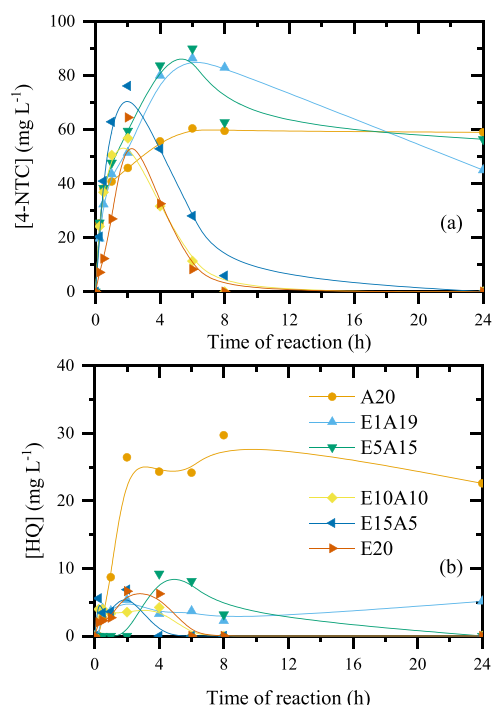 100
80
60
40
20
0
[4-NTC] (mg L-1)
(a)
0 4 8 12 16 20 24
Time of reaction (h)
40
30
20
10
0
[HQ] (mg L-1)
A20
E1A19
E5A15
E10A10
E15A5
E20
(b)
0 4 8 12 16 20 24
Time of reaction (h)